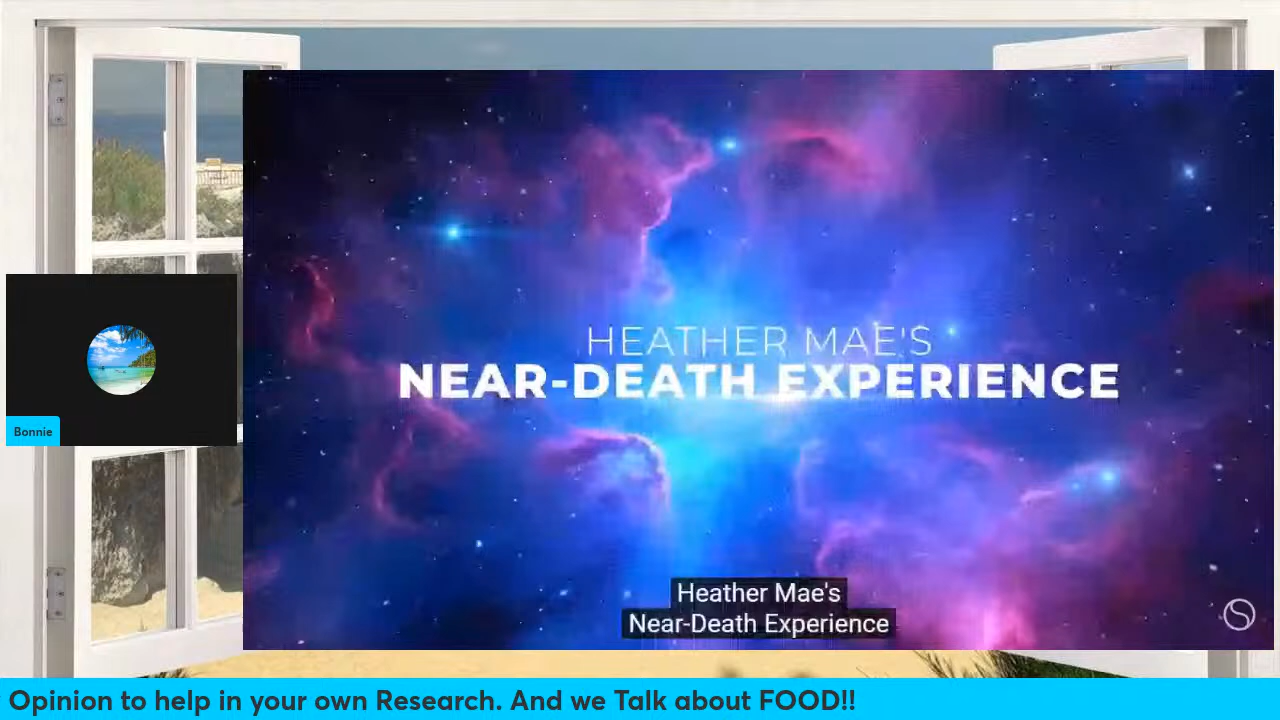 HEATHER MAE'S
NEAR-DEATH EXPERIENCE
Bonnie
Heather Mae's
Near-Death Experience
Opinion to help in your own Research. And we Talk about FOOD!!